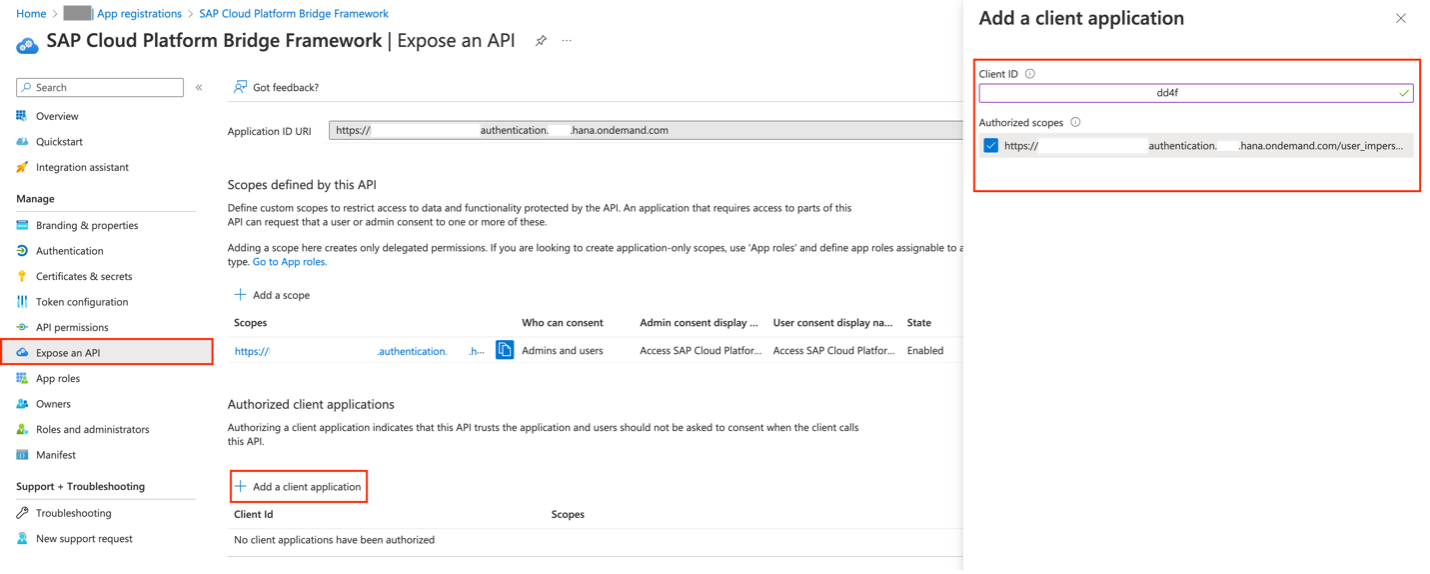 Home > | App registrations > SAP Cloud Platform Bridge Framework
SAP Cloud Platform Bridge Framework | Expose an API
Search
Overview
Quickstart
Integration assistant
Manage
Branding & properties
Authentication
Certificates & secrets
Token configuration
API permissions
Expose an API
App roles
Owners
Roles and administrators
Manifest
Support + Troubleshooting
Troubleshooting
New support request
Got feedback?
Application ID URI https:// authentication. .hana.ondemand.com
Scopes defined by this API
Define custom scopes to restrict access to data and functionality protected by the API. An application that requires access to parts of this
API can request that a user or admin consent to one or more of these.
Adding a scope here creates only delegated permissions. If you are looking to create application-only scopes, use 'App roles' and define app roles assignable to a
type. Go to App roles.
Add a scope
Scopes Who can consent Admin consent display ... User consent display na... State
https:// .authentication. .h... Admins and users Access SAP Cloud Platfor... Access SAP Cloud Platfor... Enabled
Authorized client applications
Authorizing a client application indicates that this API trusts the application and users should not be asked to consent when the client calls
this API.
Add a client application
Client Id Scopes
No client applications have been authorized
Add a client application
Client ID
dd4f
Authorized scopes
https:// authentication. .hana.ondemand.com/user_impers...